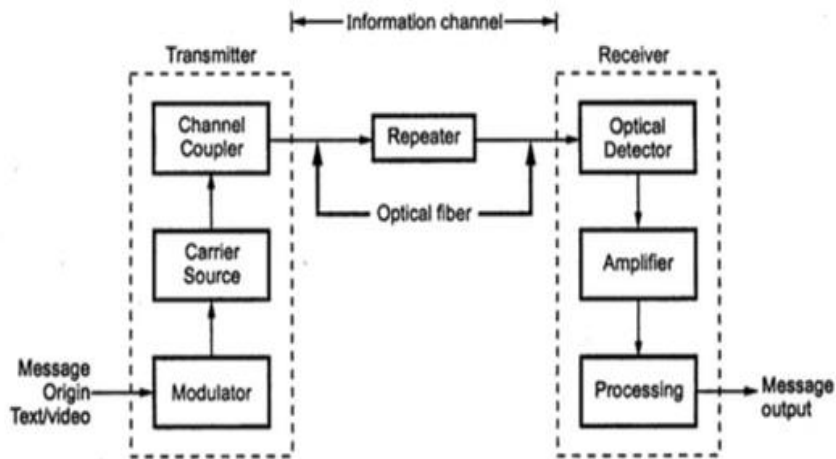 Information channel
Transmitter
Receiver
Channel
Coupler
Repeater
Optical
Detector
Optical fiber
Carrier
Source
Amplifier
Message
Origin
Text/video
Modulator
Processing
Message
output